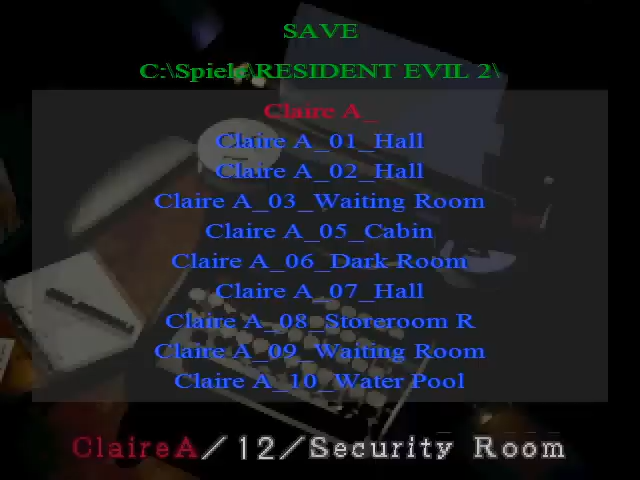 SAVE
C:\Spiele\RESIDENT EVIL 2\
Claire A_
Claire A_01_Hall
Claire A_02_Hall
Claire A_03_Waiting Room
Claire A_05_Cabin
Claire A_06_Dark Room
Claire A_07_Hall
Claire A_08_Storeroom R
Claire A_09_Waiting Room
Claire A_10_Water Pool
ClaireA/12/Security Room